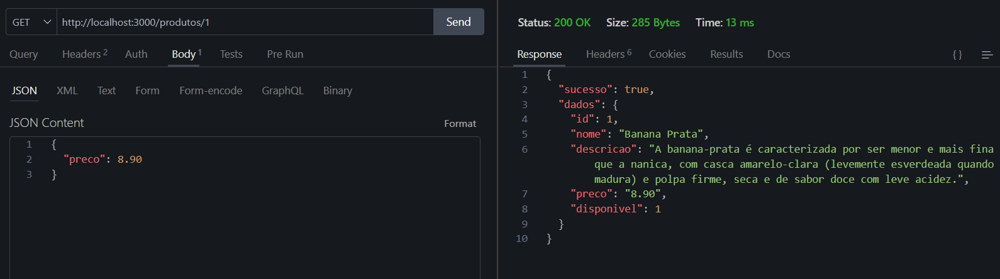 GET http://localhost:3000/produtos/1 Send
Query Headers 2 Auth Body 1 Tests Pre Run
JSON XML Text Form Form-encode GraphQL Binary
JSON Content Format
1 {
2 "preco": 8.90
3 }
Status: 200 OK Size: 285 Bytes Time: 13 ms
Response Headers 6 Cookies Results Docs { }
1 {
2 "sucesso": true,
3 "dados": {
4 "id": 1,
5 "nome": "Banana Prata",
6 "descricao": "A banana-prata é caracterizada por ser menor e mais fina
que a nanica, com casca amarelo-clara (levemente esverdeada quando
madura) e polpa firme, seca e de sabor doce com leve acidez.",
7 "preco": "8.90",
8 "disponivel": 1
9 }
10 }